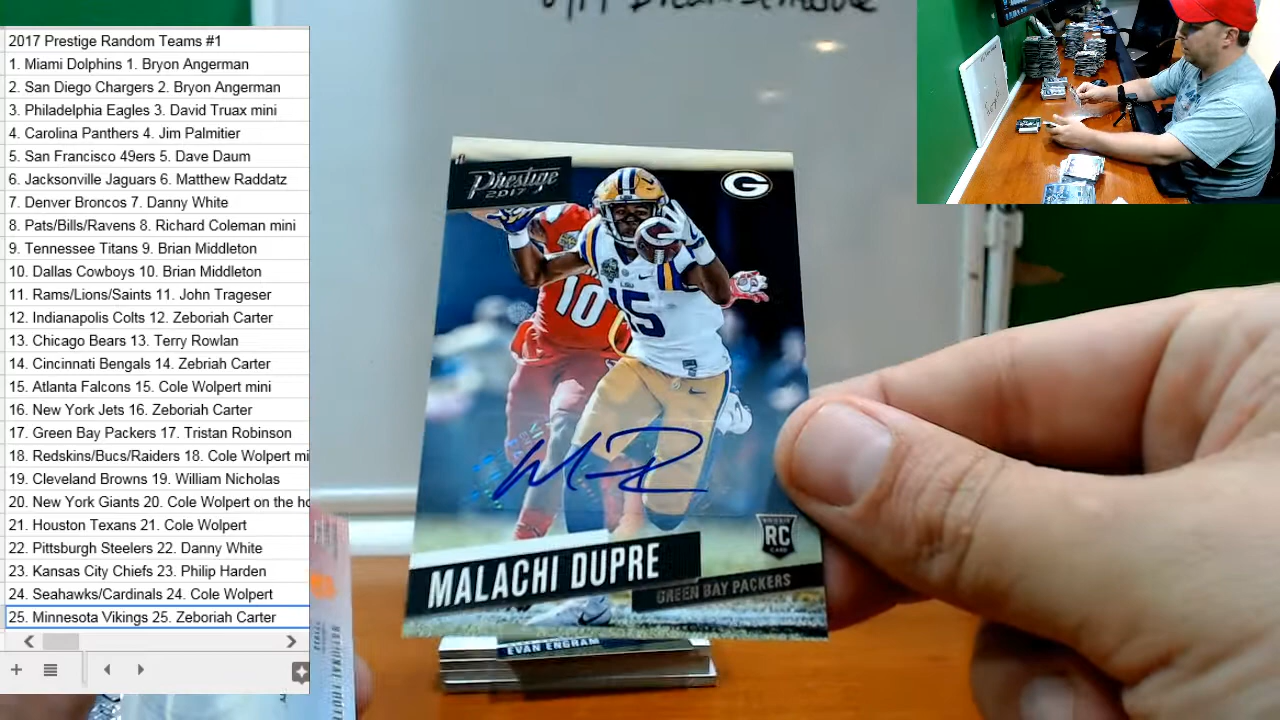 2017 Prestige Random Teams #1
1. Miami Dolphins 1. Bryon Angerman
2. San Diego Chargers 2. Bryon Angerman
3. Philadelphia Eagles 3. David Truax mini
4. Carolina Panthers 4. Jim Palmitier
5. San Francisco 49ers 5. Dave Daum
6. Jacksonville Jaguars 6. Matthew Raddatz
7. Denver Broncos 7. Danny White
8. Pats/Bills/Ravens 8. Richard Coleman mini
9. Tennessee Titans 9. Brian Middleton
10. Dallas Cowboys 10. Brian Middleton
11. Rams/Lions/Saints 11. John Trageser
12. Indianapolis Colts 12. Zeboriah Carter
13. Chicago Bears 13. Terry Rowlan
14. Cincinnati Bengals 14. Zebriah Carter
15. Atlanta Falcons 15. Cole Wolpert mini
16. New York Jets 16. Zeboriah Carter
17. Green Bay Packers 17. Tristan Robinson
18. Redskins/Bucs/Raiders 18. Cole Wolpert mi
19. Cleveland Browns 19. William Nicholas
20. New York Giants 20. Cole Wolpert on the ho
21. Houston Texans 21. Cole Wolpert
22. Pittsburgh Steelers 22. Danny White
23. Kansas City Chiefs 23. Philip Harden
24. Seahawks/Cardinals 24. Cole Wolpert
25. Minnesota Vikings 25. Zeboriah Carter
Prestige
2017
G
10
15
RC
CARD
MALACHI DUPRE
GREEN BAY PACKERS
EVAN ENGRAM